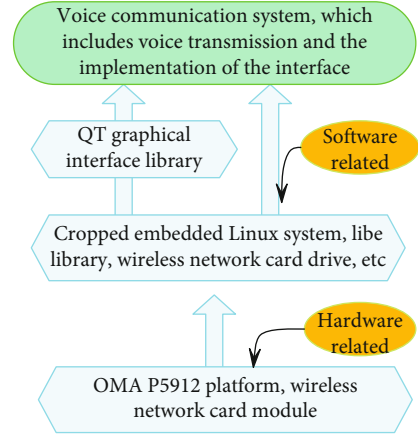 Voice communication system, which
includes voice transmission and the
implementation of the interface
QT graphical
interface library
Software
related
Cropped embedded Linux system, libe
library, wireless network card drive, etc
Hardware
related
OMA P5912 platform, wireless
network card module